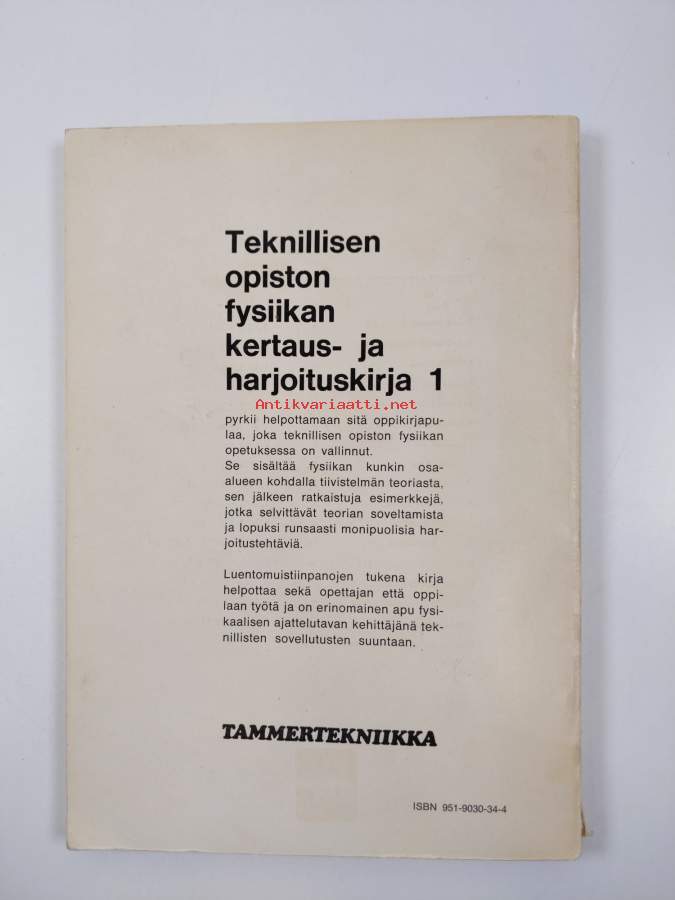 Teknillisen
opiston
fysiikan
kertaus- ja
harjoituskirja 1
Antikvariaatti.net
pyrkii helpottamaan sitä oppikirjapu-
laa, joka teknillisen opiston fysiikan
opetuksessa on vallinnut.
Se sisältää fysiikan kunkin osa-
alueen kohdalla tiivistelmän teoriasta,
sen jälkeen ratkaistuja esimerkkejä,
jotka selvittävät teorian soveltamista
ja lopuksi runsaasti monipuolisia har-
joitustehtäviä.
Luentomuistiinpanojen tukena kirja
helpottaa sekä opettajan että oppi-
laan työtä ja on erinomainen apu fysi-
kaalisen ajattelutavan kehittäjänä tek-
nillisten sovellutusten suuntaan.
TAMMERTEKNIIKKA
ISBN 951-9030-34-4